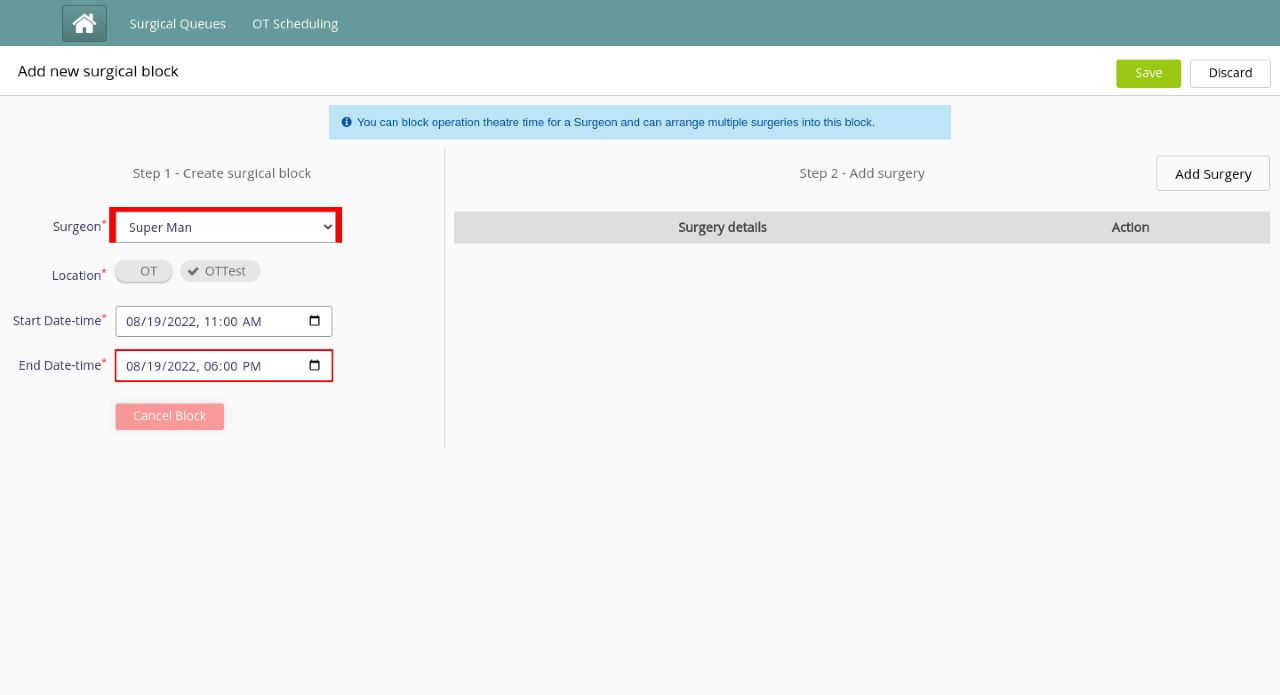 Surgical Queues OT Scheduling
Add new surgical block Save Discard
You can block operation theatre time for a Surgeon and can arrange multiple surgeries into this block.
Step 1 - Create surgical block
Surgeon* Super Man
Location* OT OTTest
Start Date-time* 08/19/2022, 11:00 AM
End Date-time* 08/19/2022, 06:00 PM
Cancel Block
Step 2 - Add surgery Add Surgery
Surgery details Action